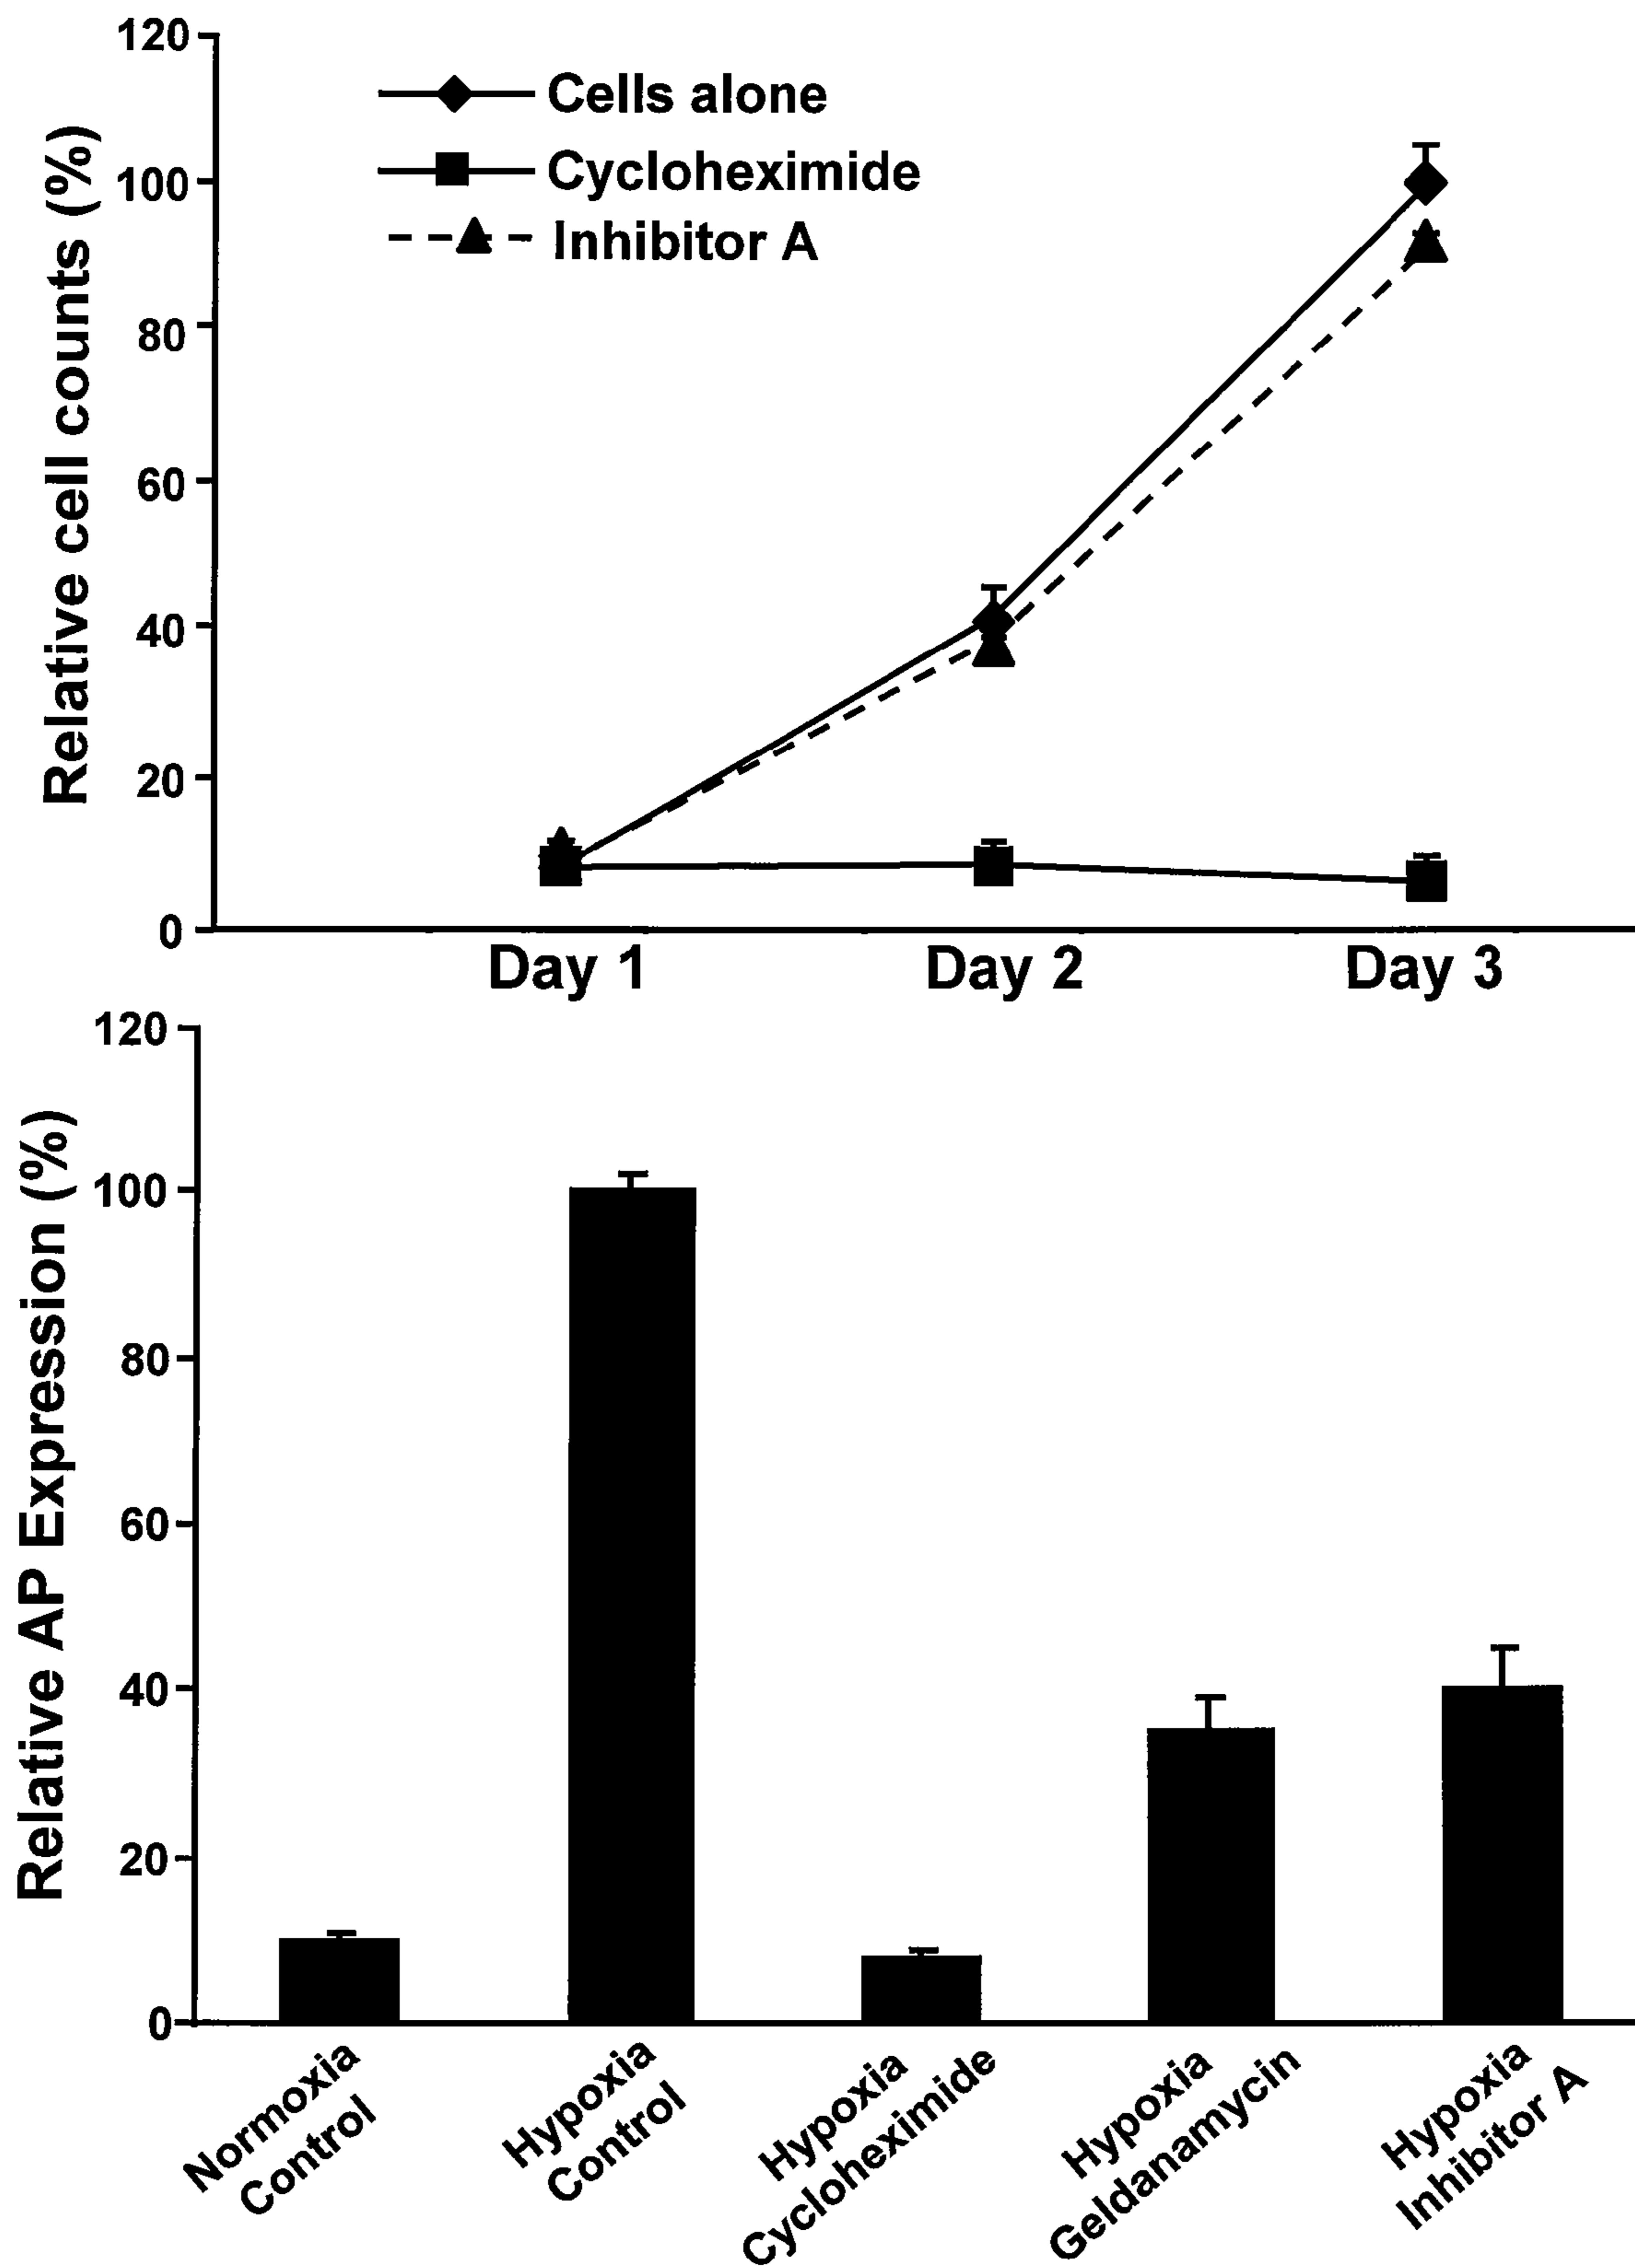 Relative cell counts (%)
120
100
80
60
40
20
0
Cells alone
Cycloheximide
Inhibitor A
Day 1 Day 2 Day 3
Relative AP Expression (%)
120
100
80
60
40
20
0
Normoxia
Control
Hypoxia
Control
Hypoxia
Cycloheximide
Hypoxia
Geldanamycin
Hypoxia
Inhibitor A